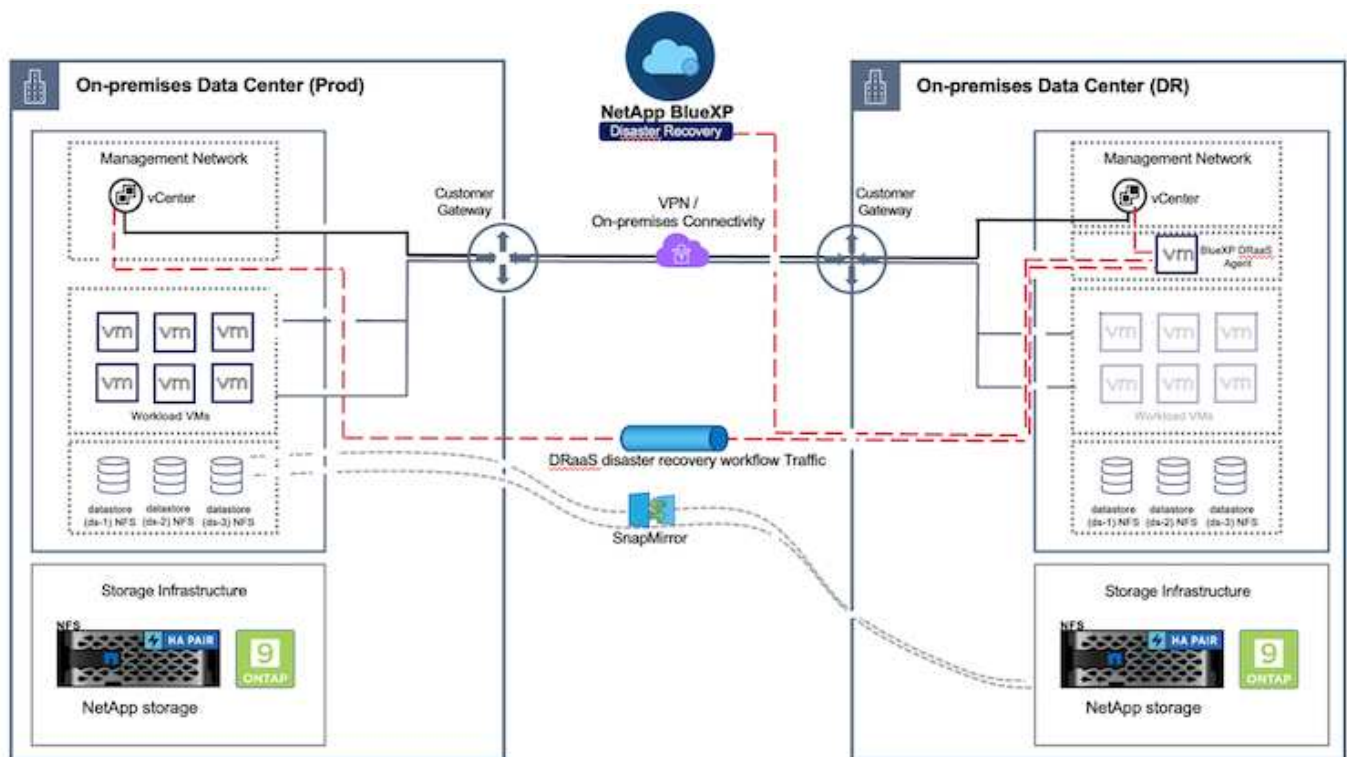 NetApp BlueXP
Disaster Recovery
On-premises Data Center (Prod)
Management Network
vCenter
Customer
Gateway
vm
vm
vm
vm
vm
vm
Workload VMs
datastore
(ds-1) NFS
datastore
(ds-2) NFS
datastore
(ds-3) NFS
Storage Infrastructure
NFS
HA PAIR
9
ONTAP
NetApp storage
VPN /
On-premises Connectivity
DRaaS disaster recovery workflow Traffic
SnapMirror
On-premises Data Center (DR)
Customer
Gateway
Management Network
vCenter
vm
BlueXP DRaaS
Agent
vm
vm
vm
vm
vm
vm
Workload VMs
datastore
(ds-1) NFS
datastore
(ds-2) NFS
datastore
(ds-3) NFS
Storage Infrastructure
NFS
HA PAIR
9
ONTAP
NetApp storage